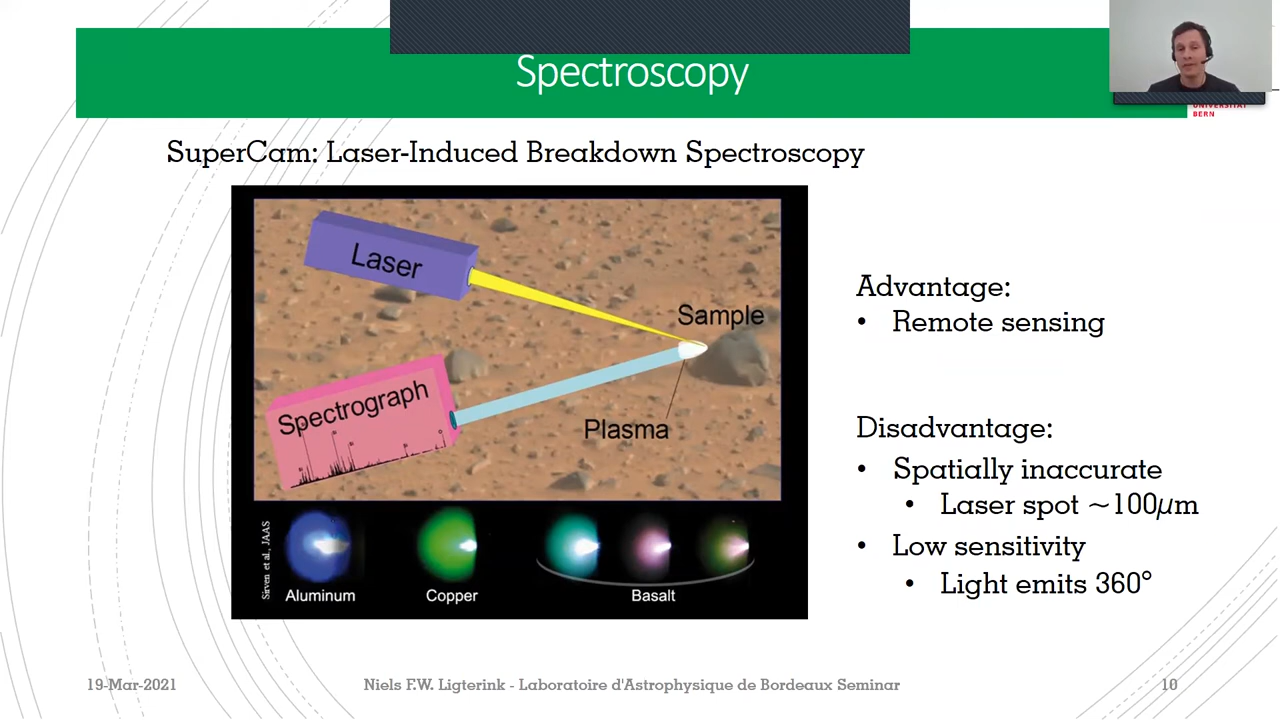 Spectroscopy
UNIVERSITÄT
BERN
SuperCam: Laser-Induced Breakdown Spectroscopy
Laser
Sample
Spectrograph
Plasma
Sirven et al., JAAS
Aluminum
Copper
Basalt
Advantage:
• Remote sensing
Disadvantage:
• Spatially inaccurate
• Laser spot ~100μm
• Low sensitivity
• Light emits 360°
19-Mar-2021
Niels F.W. Ligterink - Laboratoire d'Astrophysique de Bordeaux Seminar
10